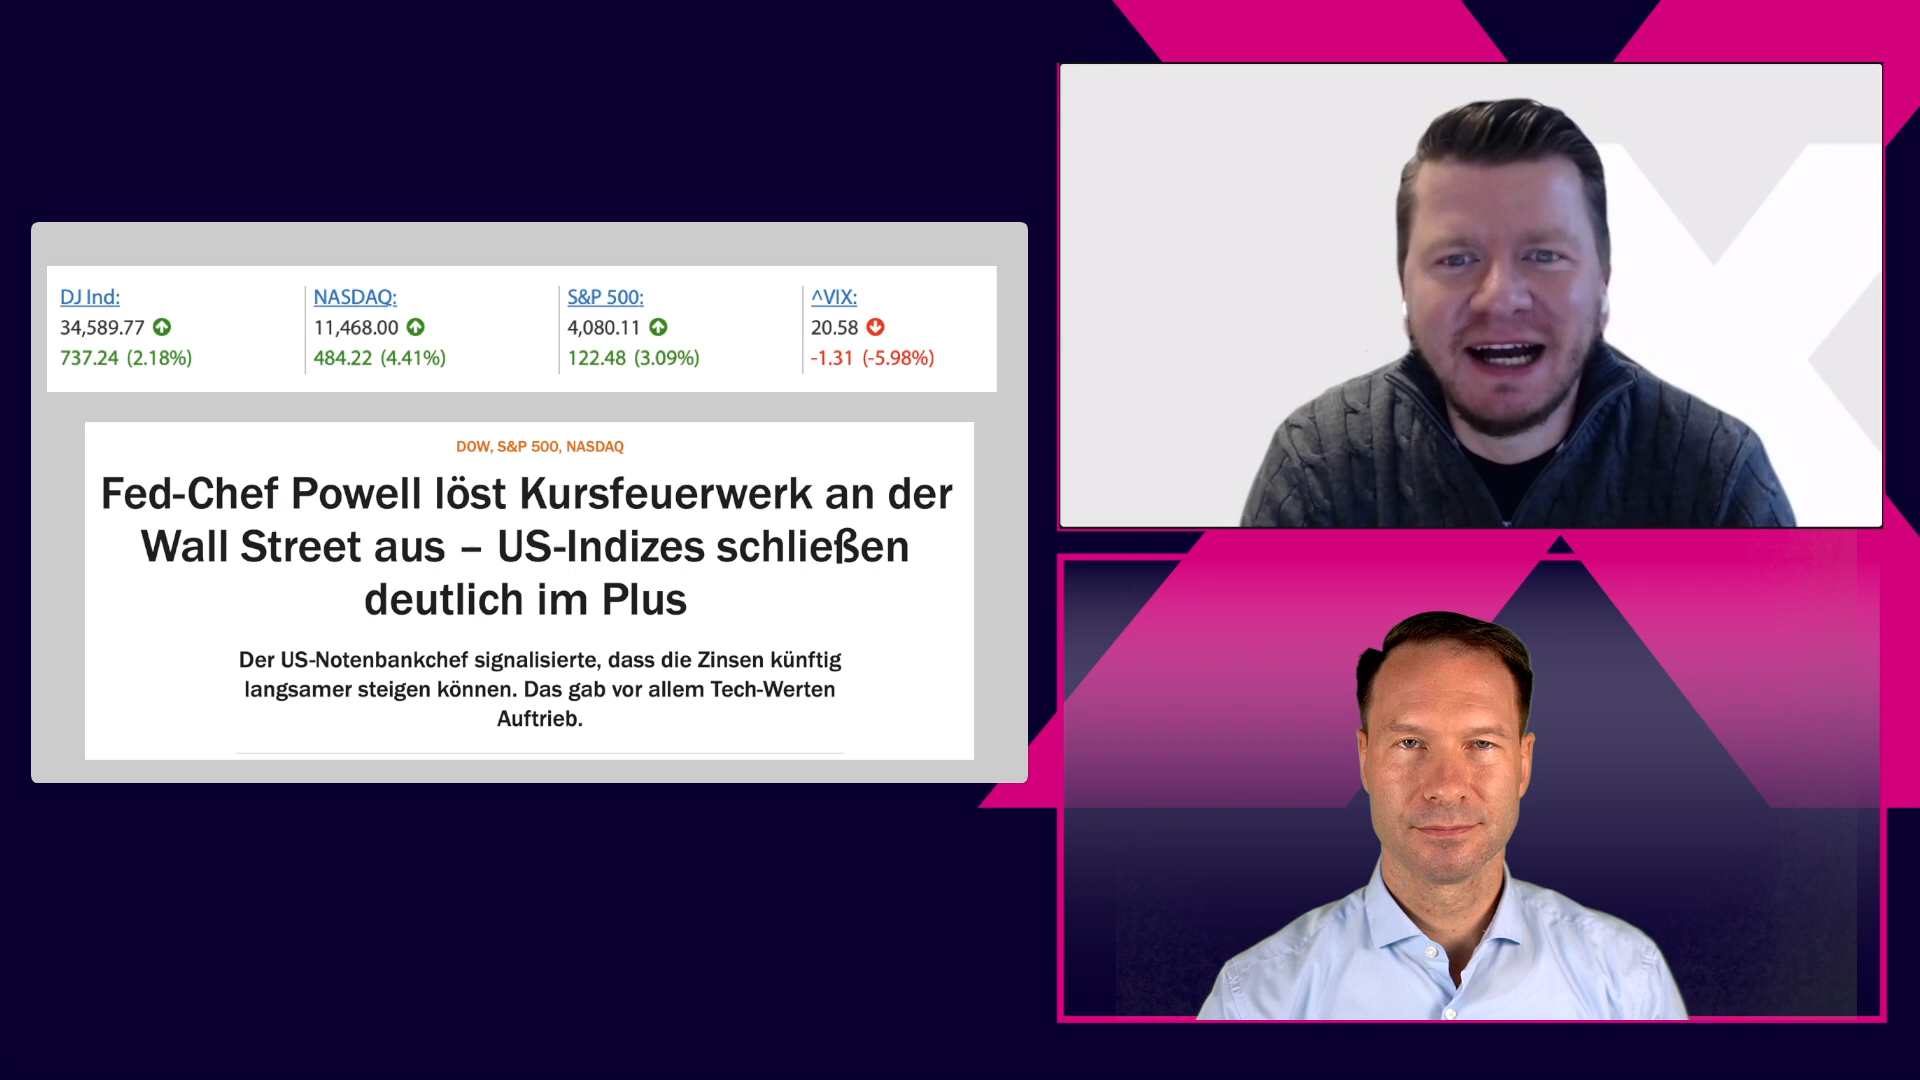 DJ Ind:
34,589.77
737.24 (2.18%)
NASDAQ:
11,468.00
484.22 (4.41%)
S&P 500:
4,080.11
122.48 (3.09%)
^VIX:
20.58
-1.31 (-5.98%)
DOW, S&P 500, NASDAQ
Fed-Chef Powell löst Kursfeuerwerk an der
Wall Street aus – US-Indizes schließen
deutlich im Plus
Der US-Notenbankchef signalisierte, dass die Zinsen künftig
langsamer steigen können. Das gab vor allem Tech-Werten
Auftrieb.